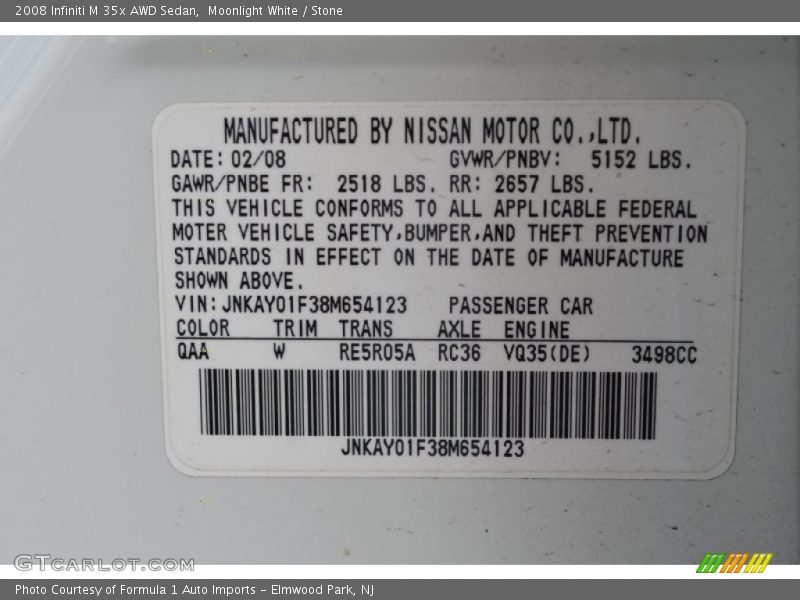 2008 Infiniti M 35x AWD Sedan,  Moonlight White / Stone
MANUFACTURED BY NISSAN MOTOR CO.,LTD.
DATE: 02/08 GVWR/PNBV: 5152 LBS.
GAWR/PNBE FR: 2518 LBS. RR: 2657 LBS.
THIS VEHICLE CONFORMS TO ALL APPLICABLE FEDERAL
MOTER VEHICLE SAFETY,BUMPER,AND THEFT PREVENTION
STANDARDS IN EFFECT ON THE DATE OF MANUFACTURE
SHOWN ABOVE.
VIN: JNKAY01F38M654123 PASSENGER CAR
COLOR TRIM TRANS AXLE ENGINE
QAA W RE5R05A RC36 VQ35(DE) 3498CC
JNKAY01F38M654123
GTcarlot.com
Photo Courtesy of Formula 1 Auto Imports - Elmwood Park, NJ